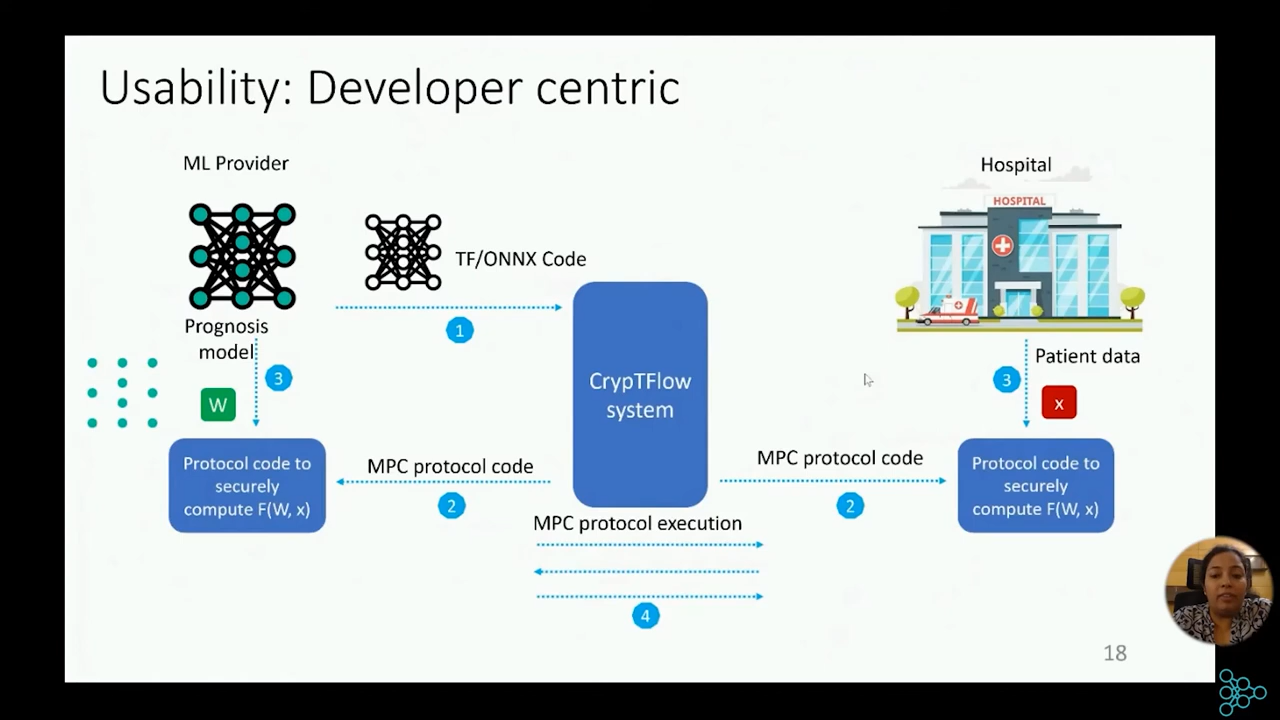 Usability: Developer centric
ML Provider
Hospital
HOSPITAL
TF/ONNX Code
1
Prognosis
model
3
W
CrypTFlow
system
Patient data
3
x
Protocol code to
securely
compute F(W, x)
MPC protocol code
2
MPC protocol code
2
Protocol code to
securely
compute F(W, x)
MPC protocol execution
4
18